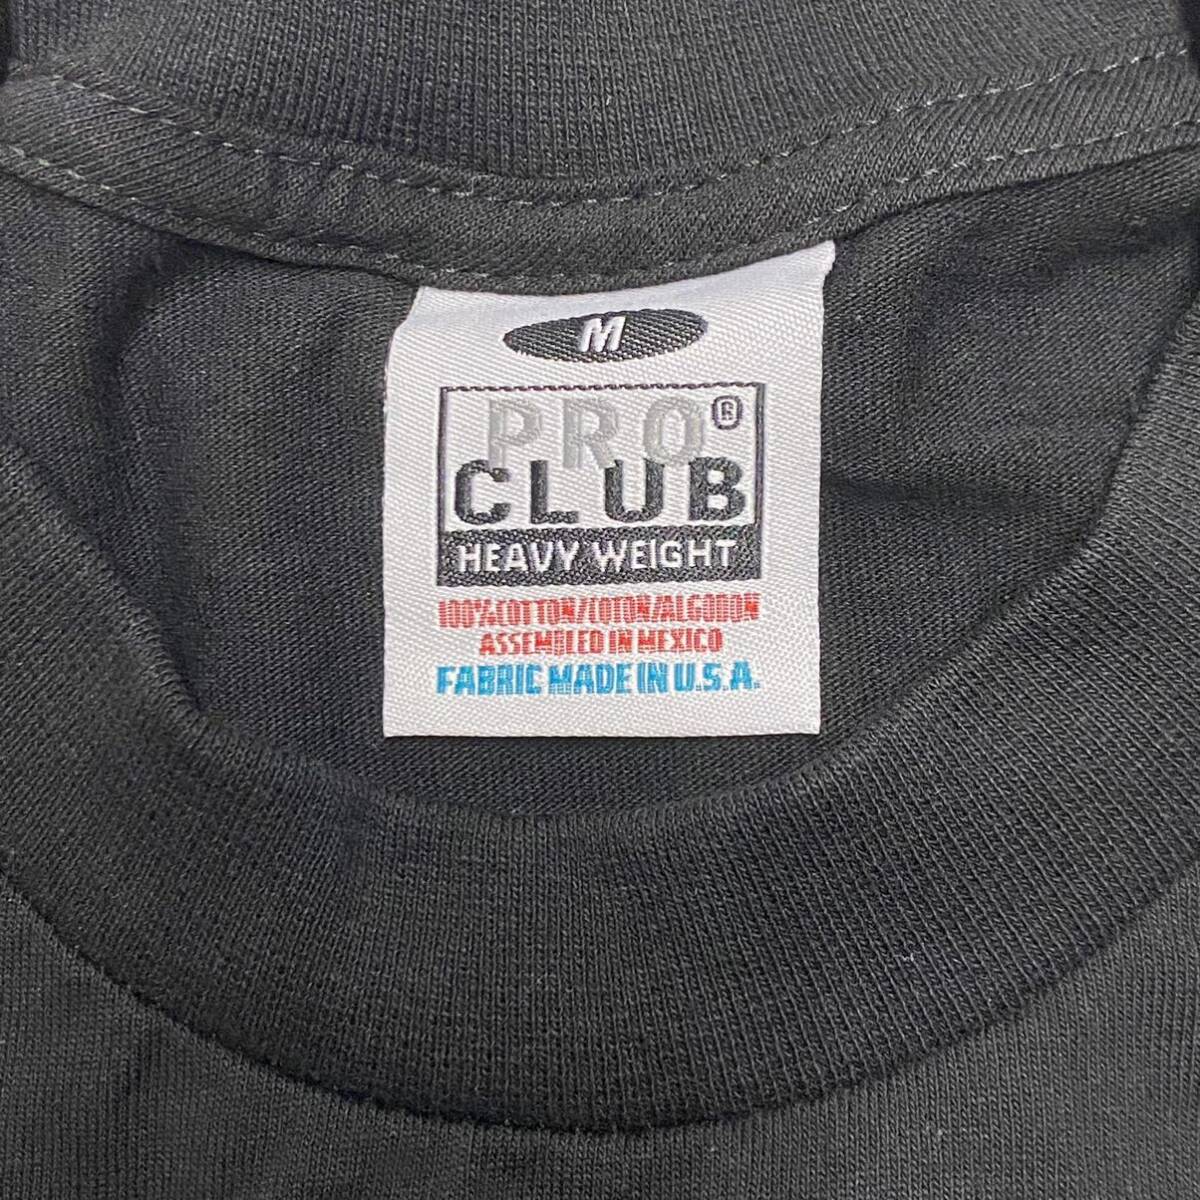 M
PRO®
CLUB
HEAVY WEIGHT
100%COTTON/COTON/ALGODON
ASSEMBLED IN MEXICO
FABRIC MADE IN U.S.A.